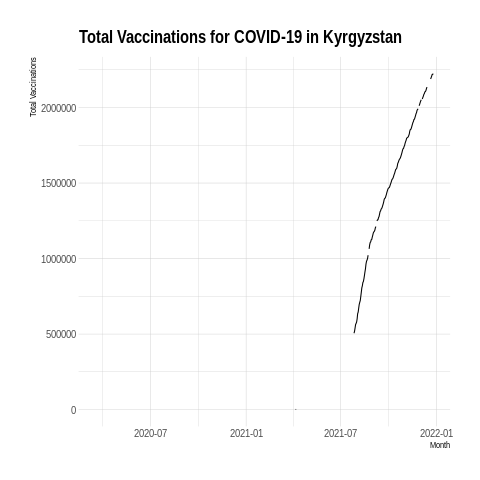 Total Vaccinations for COVID-19 in Kyrgyzstan
Total Vaccinations
2000000
1500000
1000000
500000
0
2020-07 2021-01 2021-07 2022-01
Month